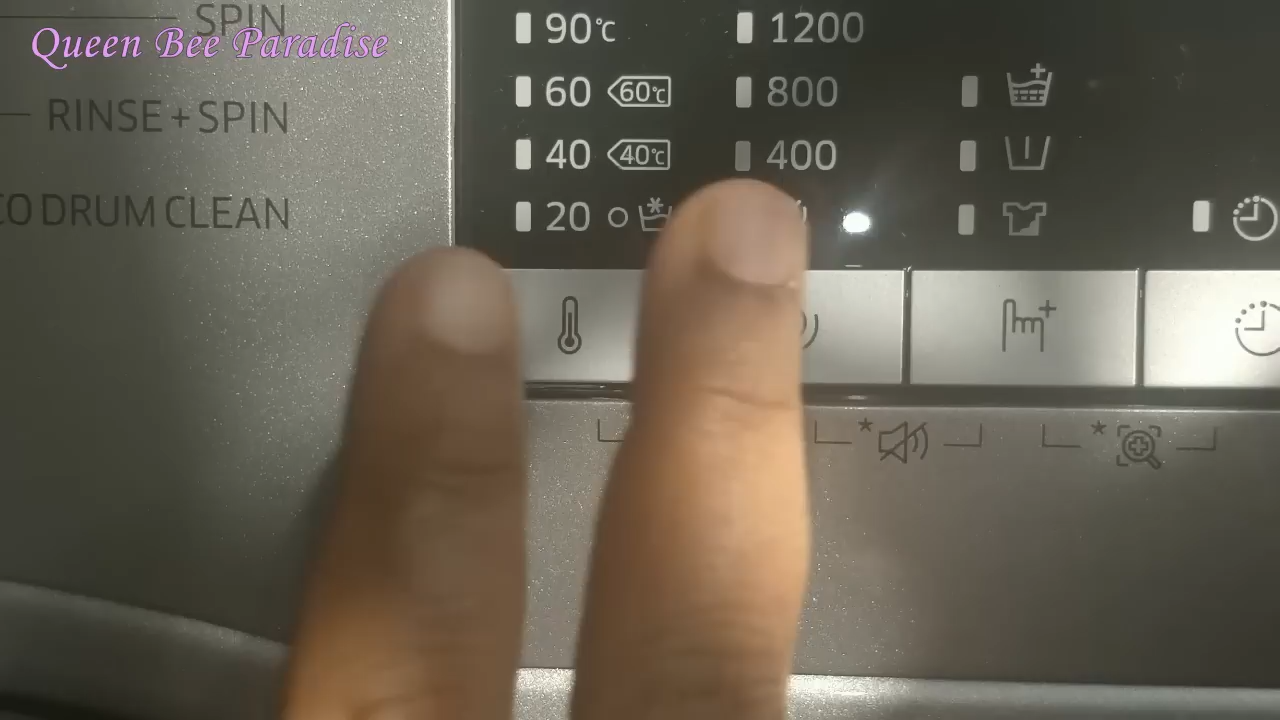 SPIN
Queen Bee Paradise
RINSE+SPIN
CO DRUM CLEAN
90℃
60 60℃
40 40℃
20
1200
800
400